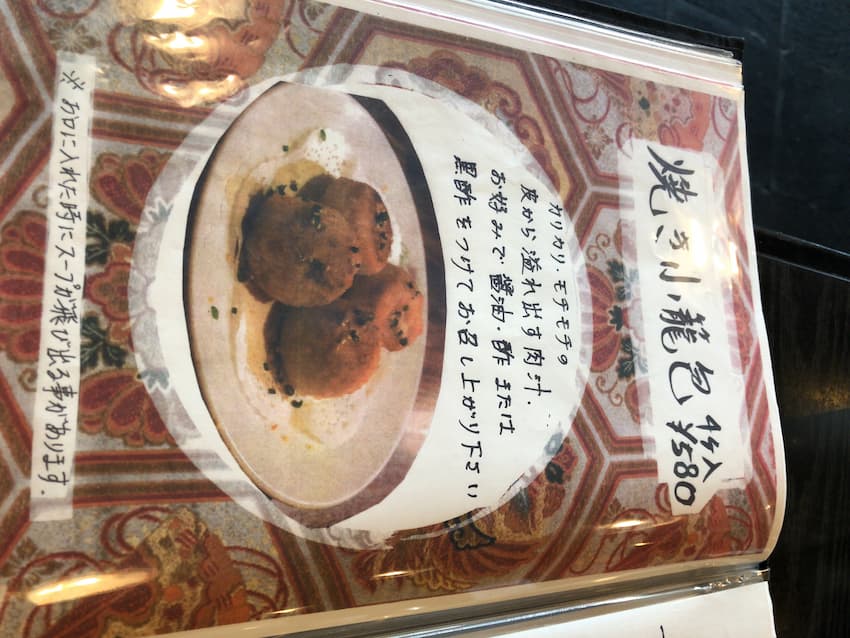 焼き小籠包 4ケ入
¥580
カリカリ・モチモチの
皮から溢れ出す肉汁・・・
お好みで醤油・酢または
黒酢をつけてお召し上がり下さい
※お口に入れた時にスープが飛び出る事があります.